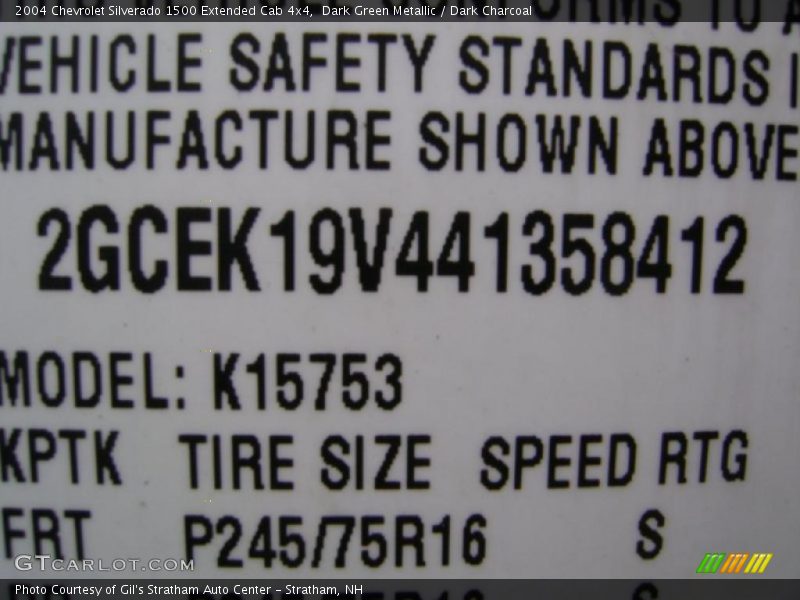 2004 Chevrolet Silverado 1500 Extended Cab 4x4,  Dark Green Metallic / Dark Charcoal
TO A
VEHICLE SAFETY STANDARDS I
MANUFACTURE SHOWN ABOVE
2GCEK19V441358412
MODEL: K15753
KPTK TIRE SIZE SPEED RTG
FRT P245/75R16 S
GTCARLOT.COM
Photo Courtesy of Gil's Stratham Auto Center - Stratham, NH